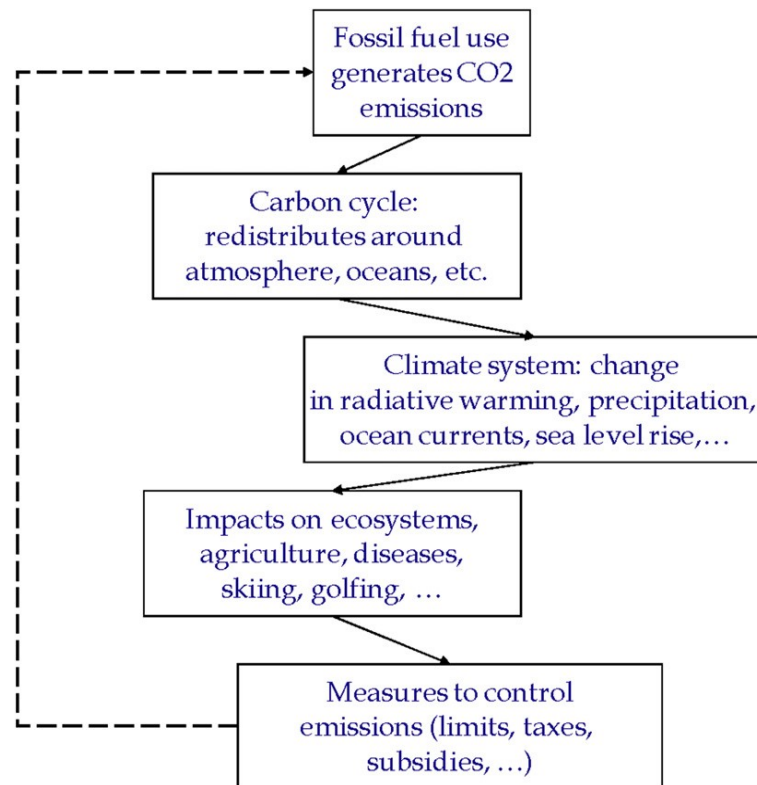 Fossil fuel use
generates CO2
emissions
Carbon cycle:
redistributes around
atmosphere, oceans, etc.
Climate system: change
in radiative warming, precipitation,
ocean currents, sea level rise,…
Impacts on ecosystems,
agriculture, diseases,
skiing, golfing, …
Measures to control
emissions (limits, taxes,
subsidies, …)